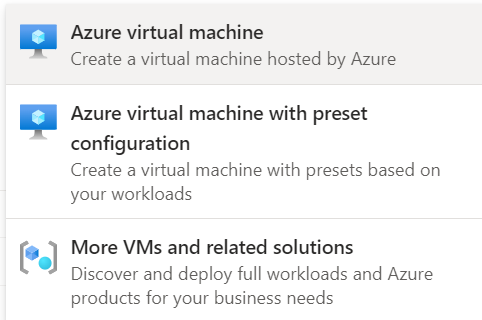 Azure virtual machine
Create a virtual machine hosted by Azure
Azure virtual machine with preset
configuration
Create a virtual machine with presets based on
your workloads
More VMs and related solutions
Discover and deploy full workloads and Azure
products for your business needs